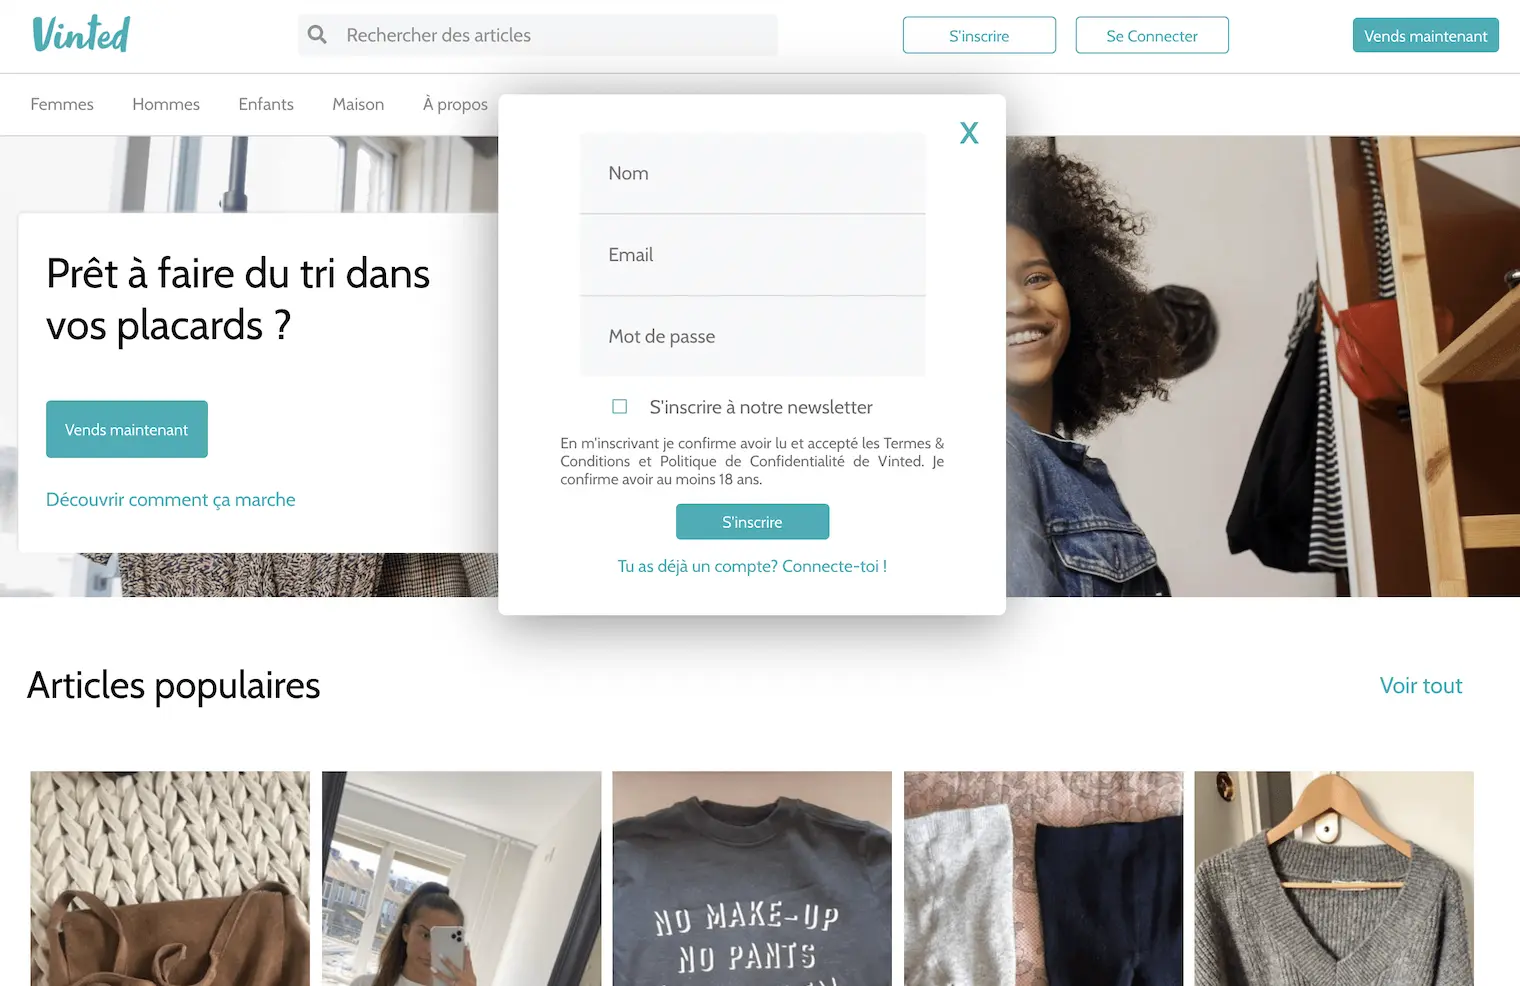 Vinted
Rechercher des articles
S'inscrire
Se Connecter
Vends maintenant
Femmes
Hommes
Enfants
Maison
À propos
X
Nom
Email
Mot de passe
S'inscrire à notre newsletter
En m'inscrivant je confirme avoir lu et accepté les Termes &
Conditions et Politique de Confidentialité de Vinted. Je
confirme avoir au moins 18 ans.
S'inscrire
Tu as déjà un compte? Connecte-toi !
Prêt à faire du tri dans
vos placards ?
Vends maintenant
Découvrir comment ça marche
Articles populaires
Voir tout
NO MAKE-UP
NO PANTS